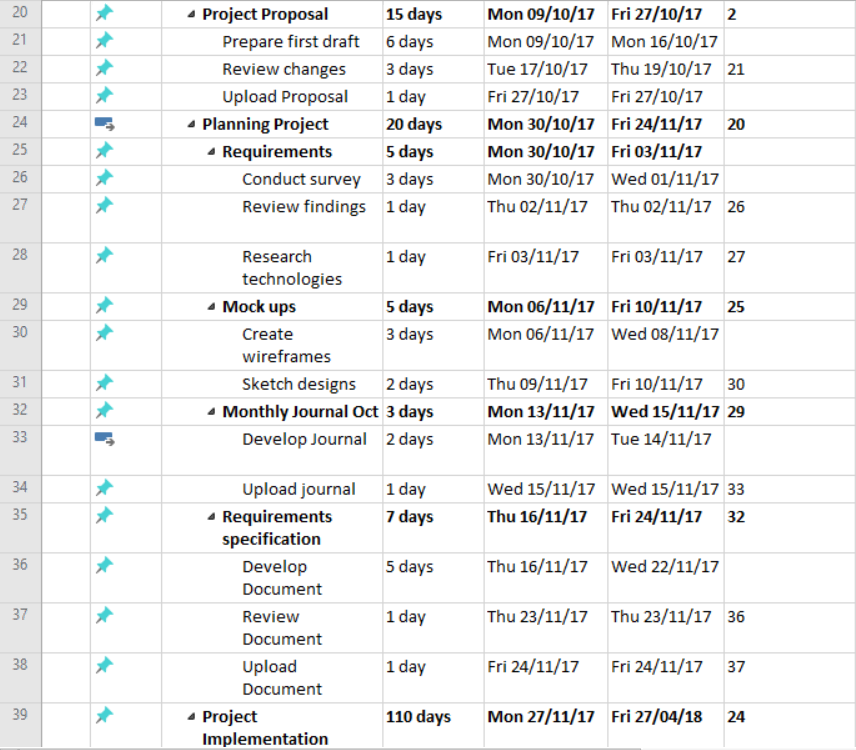 20 Project Proposal 15 days Mon 09/10/17 Fri 27/10/17 2
21 Prepare first draft 6 days Mon 09/10/17 Mon 16/10/17
22 Review changes 3 days Tue 17/10/17 Thu 19/10/17 21
23 Upload Proposal 1 day Fri 27/10/17 Fri 27/10/17
24 Planning Project 20 days Mon 30/10/17 Fri 24/11/17 20
25 Requirements 5 days Mon 30/10/17 Fri 03/11/17
26 Conduct survey 3 days Mon 30/10/17 Wed 01/11/17
27 Review findings 1 day Thu 02/11/17 Thu 02/11/17 26
28 Research 1 day Fri 03/11/17 Fri 03/11/17 27
technologies
29 Mock ups 5 days Mon 06/11/17 Fri 10/11/17 25
30 Create 3 days Mon 06/11/17 Wed 08/11/17
wireframes
31 Sketch designs 2 days Thu 09/11/17 Fri 10/11/17 30
32 Monthly Journal Oct 3 days Mon 13/11/17 Wed 15/11/17 29
33 Develop Journal 2 days Mon 13/11/17 Tue 14/11/17
34 Upload journal 1 day Wed 15/11/17 Wed 15/11/17 33
35 Requirements 7 days Thu 16/11/17 Fri 24/11/17 32
specification
36 Develop 5 days Thu 16/11/17 Wed 22/11/17
Document
37 Review 1 day Thu 23/11/17 Thu 23/11/17 36
Document
38 Upload 1 day Fri 24/11/17 Fri 24/11/17 37
Document
39 Project 110 days Mon 27/11/17 Fri 27/04/18 24
Implementation